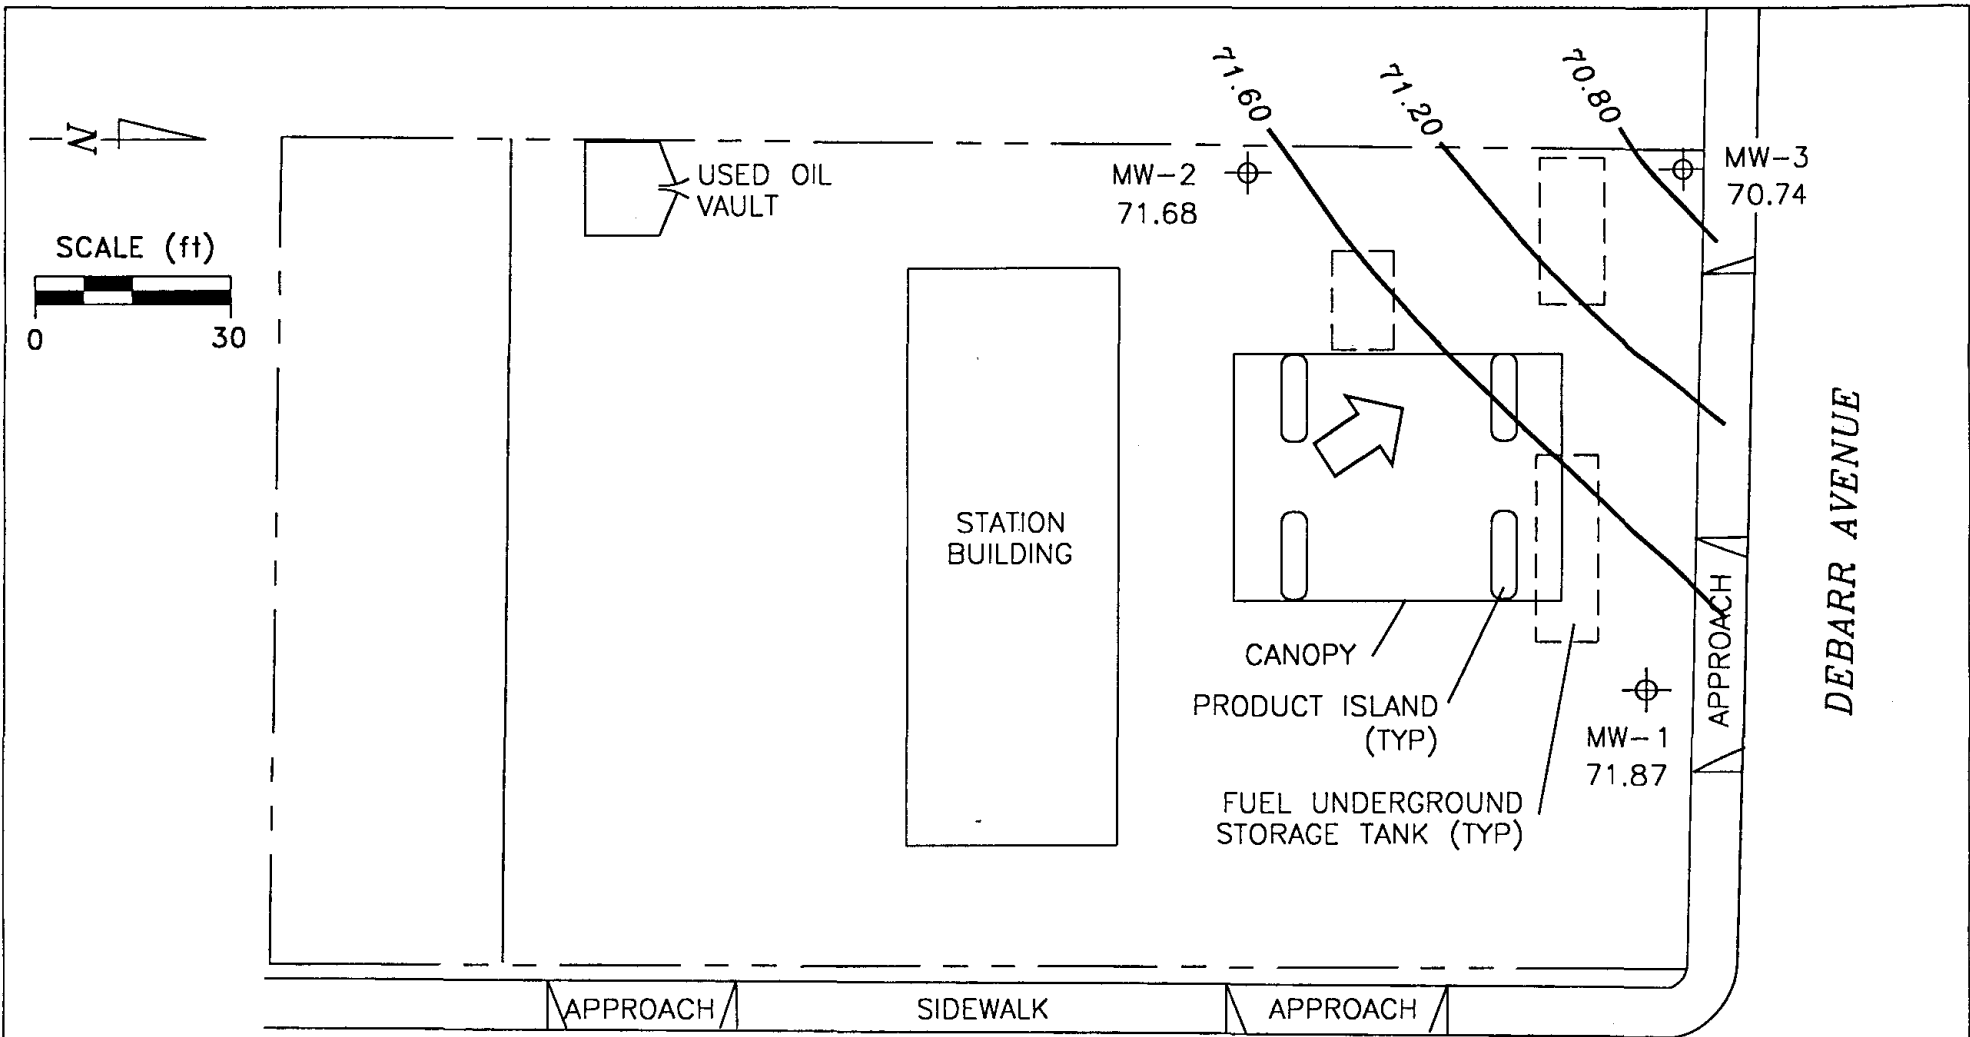 71.60
71.20
70.80
N
USED OIL
VAULT
MW-2
71.68
MW-3
70.74
SCALE (ft)
0 30
STATION
BUILDING
CANOPY
PRODUCT ISLAND
(TYP)
MW-1
71.87
FUEL UNDERGROUND
STORAGE TANK (TYP)
APPROACH
DEBARR AVENUE
APPROACH
SIDEWALK
APPROACH